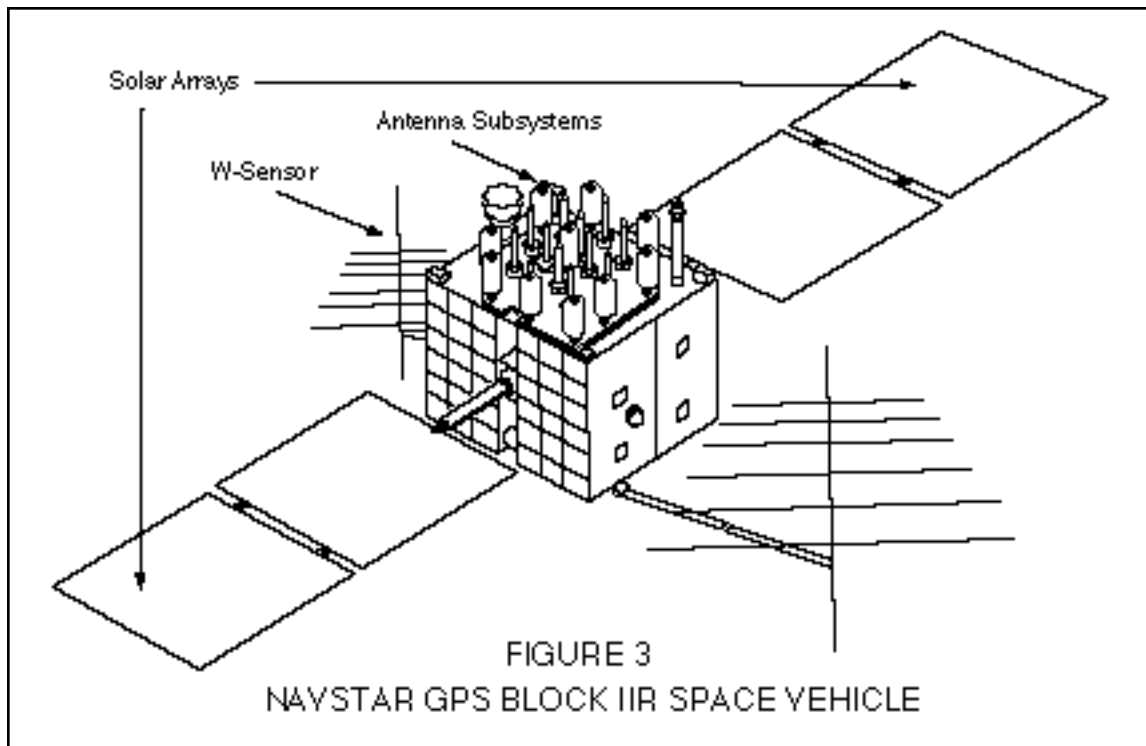 Solar Arrays
Antenna Subsystems
W-Sensor
FIGURE 3
NAVSTAR GPS BLOCK IIR SPACE VEHICLE